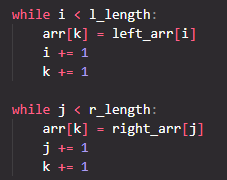 while i < l_length:
    arr[k] = left_arr[i]
    i += 1
    k += 1

while j < r_length:
    arr[k] = right_arr[j]
    j += 1
    k += 1